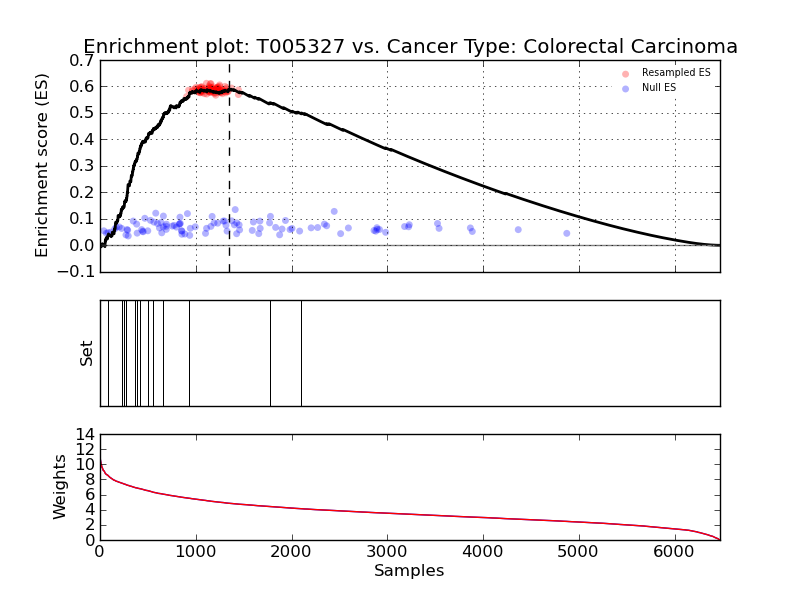 Enrichment plot: T005327 vs. Cancer Type: Colorectal Carcinoma
0.7
0.6
0.5
0.4
0.3
0.2
0.1
0.0
−0.1
Enrichment score (ES)
Resampled ES
Null ES
Set
14
12
10
8
6
4
2
0
Weights
0 1000 2000 3000 4000 5000 6000
Samples